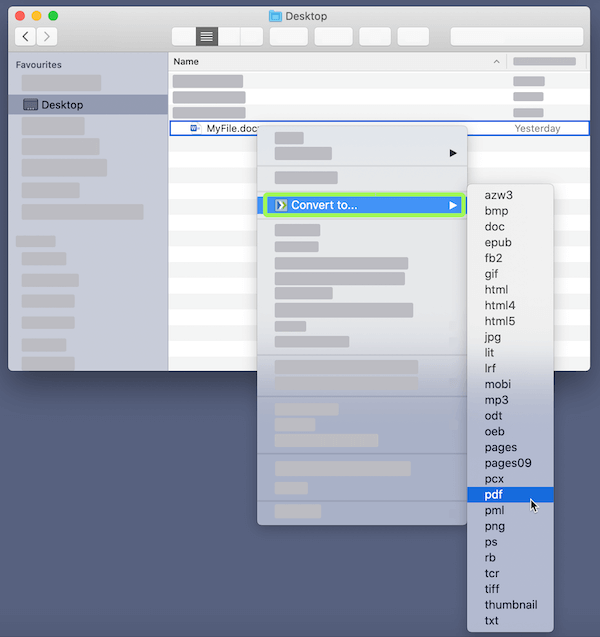 Desktop
Favourites
Name
Desktop
MyFile.doc
Yesterday
Convert to...
azw3
bmp
doc
epub
fb2
gif
html
html4
html5
jpg
lit
lrf
mobi
mp3
odt
oeb
pages
pages09
pcx
pdf
pml
png
ps
rb
tcr
tiff
thumbnail
txt